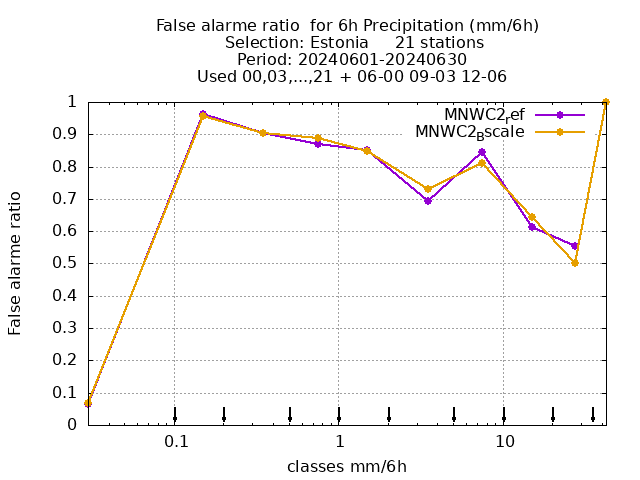 False alarme ratio  for 6h Precipitation (mm/6h)
Selection: Estonia     21 stations
Period: 20240601-20240630
Used 00,03,...,21 + 06-00 09-03 12-06
MNWC2ref
MNWC2Bscale
False alarme ratio
1
0.9
0.8
0.7
0.6
0.5
0.4
0.3
0.2
0.1
0
0.1 1 10
classes mm/6h